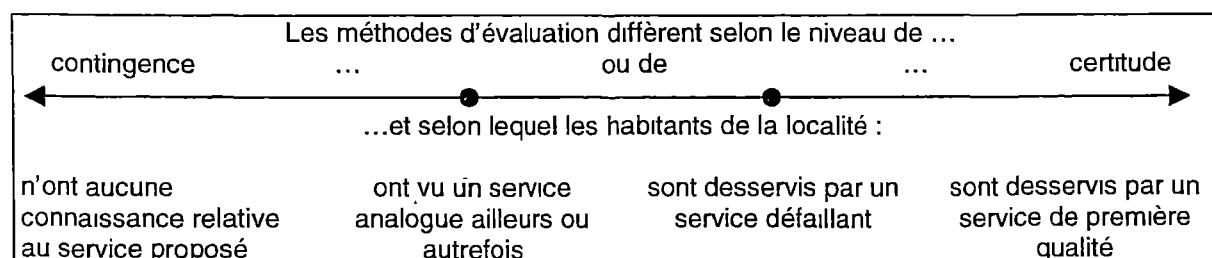 Les méthodes d'évaluation diffèrent selon le niveau de ...
contingence ... ou de ... certitude
...et selon lequel les habitants de la localité :
n'ont aucune connaissance relative au service proposé
ont vu un service analogue ailleurs ou autrefois
sont desservis par un service défaillant
sont desservis par un service de première qualité